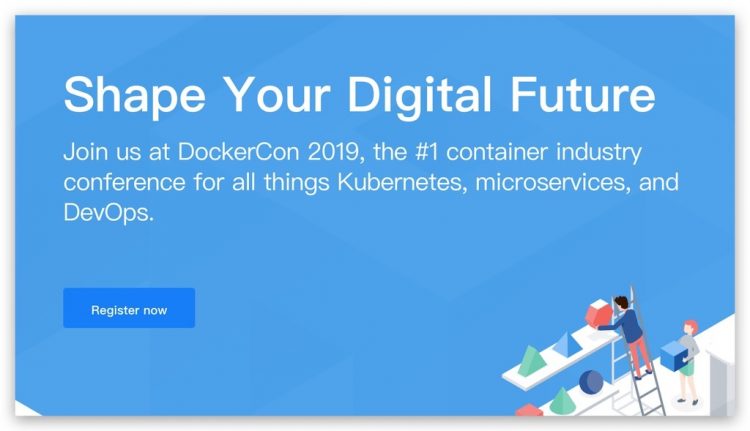 Shape Your Digital Future
Join us at DockerCon 2019, the #1 container industry
conference for all things Kubernetes, microservices, and
DevOps.
Register now